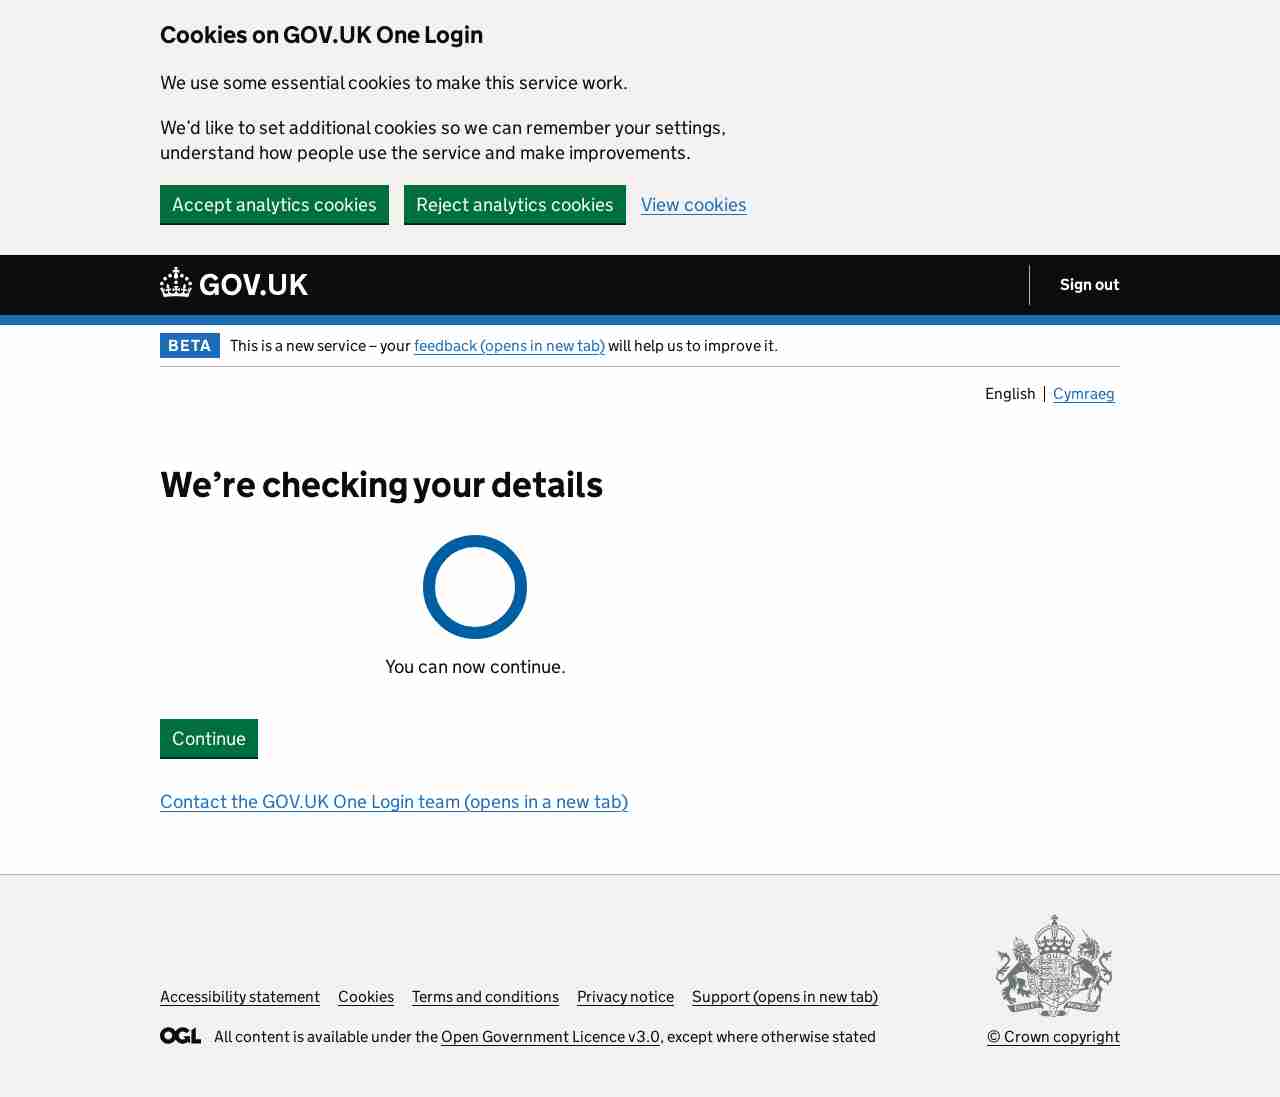 Cookies on GOV.UK One Login
We use some essential cookies to make this service work.
We’d like to set additional cookies so we can remember your settings,
understand how people use the service and make improvements.
Accept analytics cookies Reject analytics cookies View cookies
GOV.UK Sign out
BETA This is a new service – your feedback (opens in new tab) will help us to improve it.
English Cymraeg
We’re checking your details
You can now continue.
Continue
Contact the GOV.UK One Login team (opens in a new tab)
Accessibility statement Cookies Terms and conditions Privacy notice Support (opens in new tab)
OGL All content is available under the Open Government Licence v3.0, except where otherwise stated
© Crown copyright